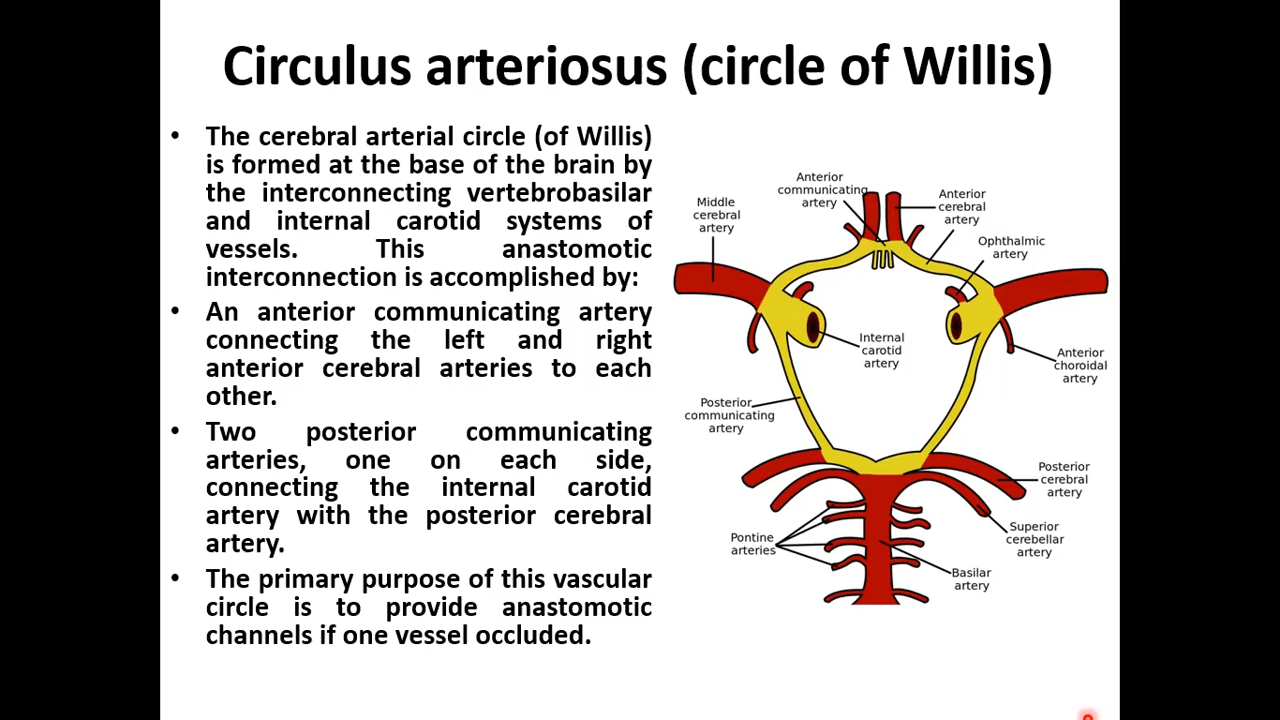 Circulus arteriosus (circle of Willis)
• The cerebral arterial circle (of Willis)
is formed at the base of the brain by
the interconnecting vertebrobasilar
and internal carotid systems of
vessels. This anastomotic
interconnection is accomplished by:
• An anterior communicating artery
connecting the left and right
anterior cerebral arteries to each
other.
• Two posterior communicating
arteries, one on each side,
connecting the internal carotid
artery with the posterior cerebral
artery.
• The primary purpose of this vascular
circle is to provide anastomotic
channels if one vessel occluded.
Anterior
communicating
artery
Middle
cerebral
artery
Anterior
cerebral
artery
Ophthalmic
artery
Internal
carotid
artery
Anterior
choroidal
artery
Posterior
communicating
artery
Posterior
cerebral
artery
Superior
cerebellar
artery
Pontine
arteries
Basilar
artery